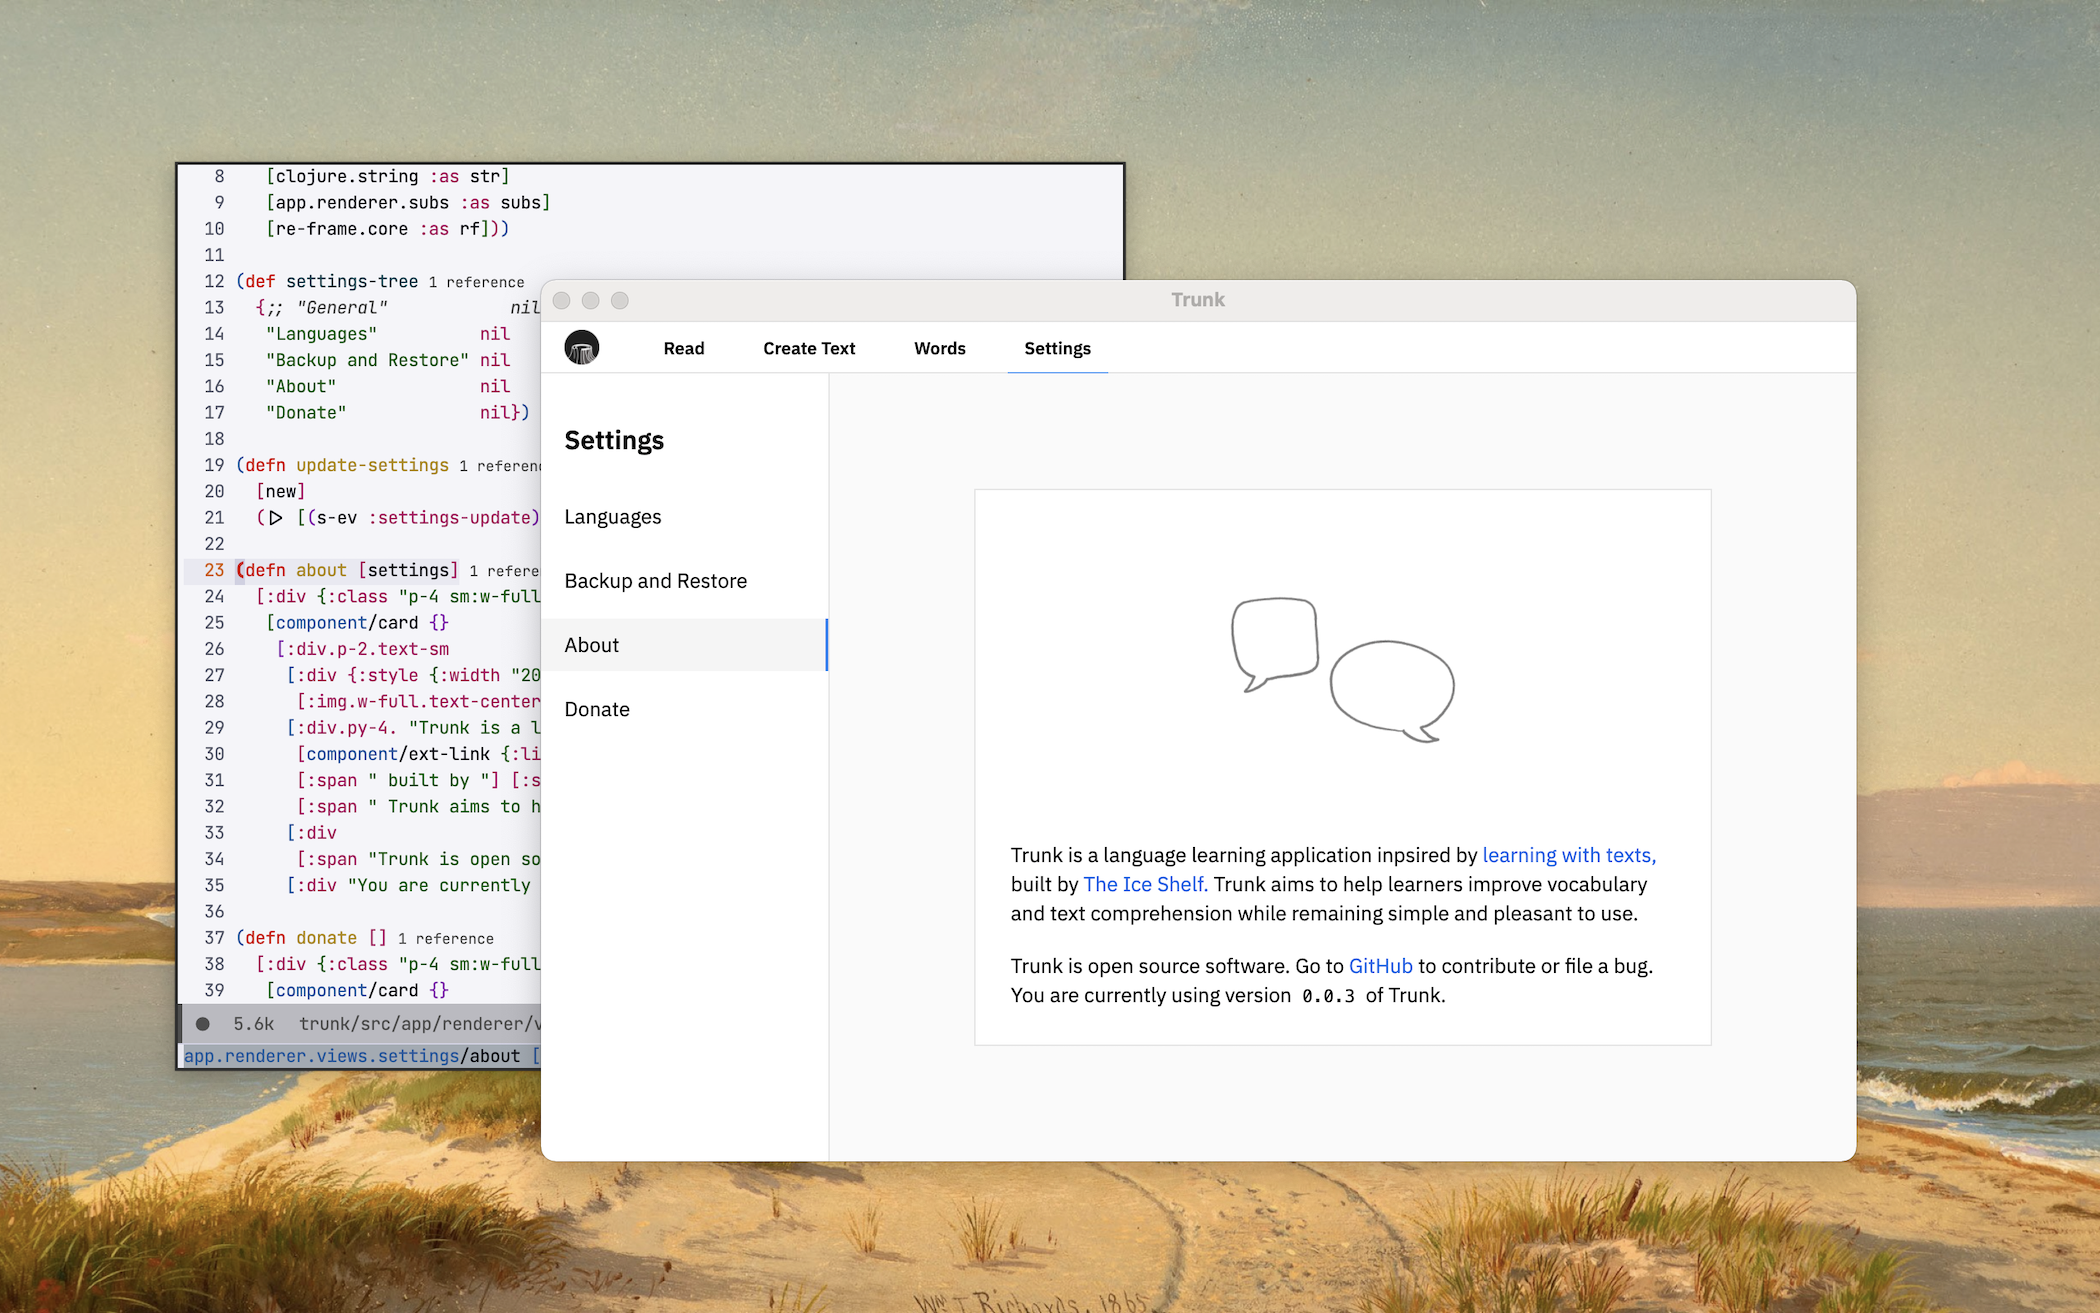 8 [clojure.string :as str]
9 [app.renderer.subs :as subs]
10 [re-frame.core :as rf]))
11
12 (def settings-tree 1 reference
13 {;; "General" nil
14 "Languages" nil
15 "Backup and Restore" nil
16 "About" nil
17 "Donate" nil})
18
19 (defn update-settings 1 referenc
20 [new]
21 (▷ [(s-ev :settings-update)
22
23 (defn about [settings] 1 refere
24 [:div {:class "p-4 sm:w-full
25 [component/card {}
26 [:div.p-2.text-sm
27 [:div {:style {:width "20
28 [:img.w-full.text-center
29 [:div.py-4. "Trunk is a l
30 [component/ext-link {:li
31 [:span " built by "] [:s
32 [:span " Trunk aims to h
33 [:div
34 [:span "Trunk is open so
35 [:div "You are currently
36
37 (defn donate [] 1 reference
38 [:div {:class "p-4 sm:w-full
39 [component/card {}
● 5.6k trunk/src/app/renderer/v
app.renderer.views.settings/about [
Trunk
Read Create Text Words Settings
Settings
Languages
Backup and Restore
About
Donate
Trunk is a language learning application inpsired by learning with texts,
built by The Ice Shelf. Trunk aims to help learners improve vocabulary
and text comprehension while remaining simple and pleasant to use.
Trunk is open source software. Go to GitHub to contribute or file a bug.
You are currently using version 0.0.3 of Trunk.
Wm T. Richards. 1865